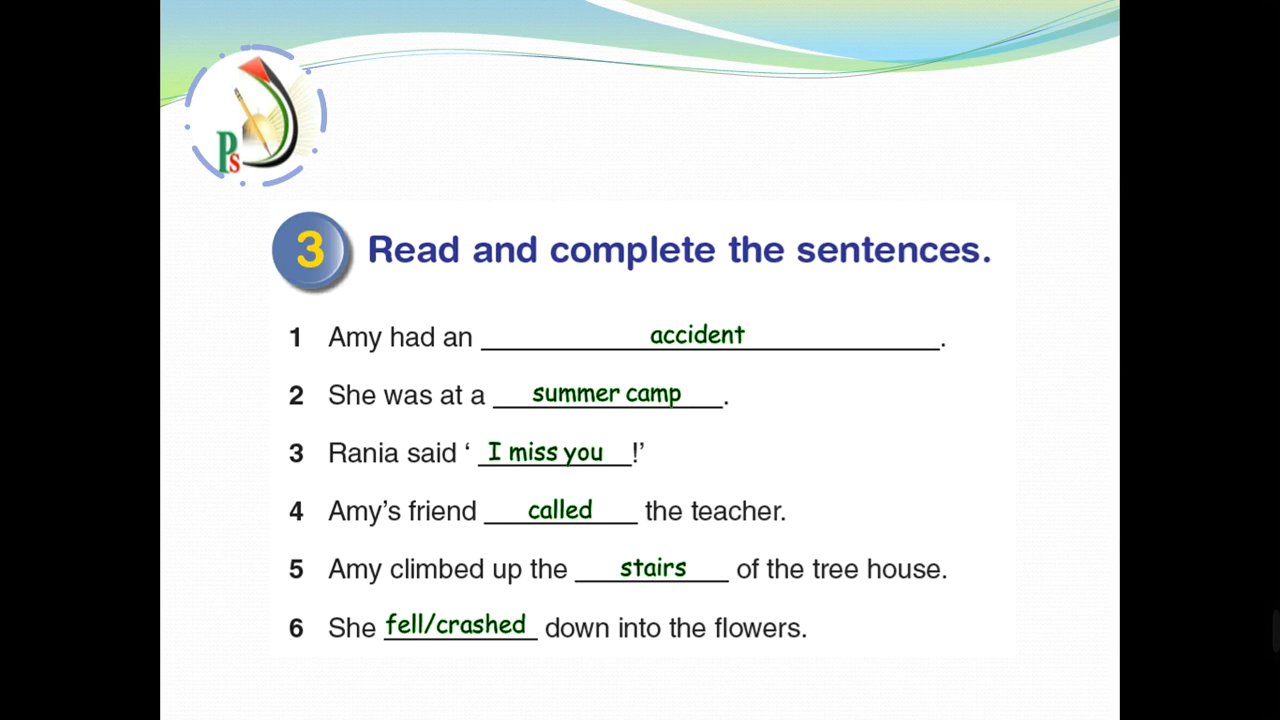 Ps
3 Read and complete the sentences.
1 Amy had an accident.
2 She was at a summer camp.
3 Rania said ‘ I miss you!’
4 Amy’s friend called the teacher.
5 Amy climbed up the stairs of the tree house.
6 She fell/crashed down into the flowers.